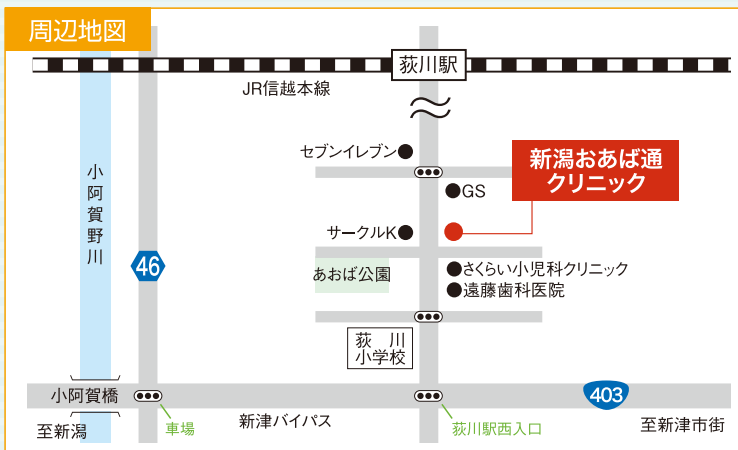 周辺地図
荻川駅
JR信越本線
セブンイレブン
新潟おあば通
クリニック
小阿賀野川
GS
サークルK
46
あおば公園
さくらい小児科クリニック
遠藤歯科医院
荻川
小学校
小阿賀橋
403
車場
新津バイパス
荻川駅西入口
至新潟
至新津市街